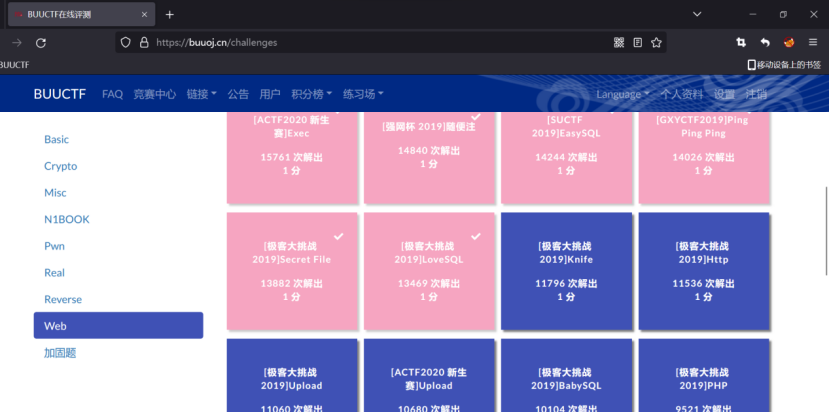 BUUCTF在线评测
https://buuoj.cn/challenges
BUUCTF
移动设备上的书签
BUUCTF FAQ 竞赛中心 链接 公告 用户 积分榜 练习场 Language 个人资料 设置 注销
Basic
Crypto
Misc
N1BOOK
Pwn
Real
Reverse
Web
加固题
[ACTF2020 新生
赛]Exec
15761 次解出
1 分
[强网杯 2019]随便注
14840 次解出
1 分
[SUCTF
2019]EasySQL
14244 次解出
1 分
[GXYCTF2019]Ping
Ping Ping
14026 次解出
1 分
[极客大挑战
2019]Secret File
13882 次解出
1 分
[极客大挑战
2019]LoveSQL
13469 次解出
1 分
[极客大挑战
2019]Knife
11796 次解出
1 分
[极客大挑战
2019]Http
11536 次解出
1 分
[极客大挑战
2019]Upload
11060 次解出
[ACTF2020 新生
赛]Upload
10680 次解出
[极客大挑战
2019]BabySQL
10104 次解出
[极客大挑战
2019]PHP
9521 次解出